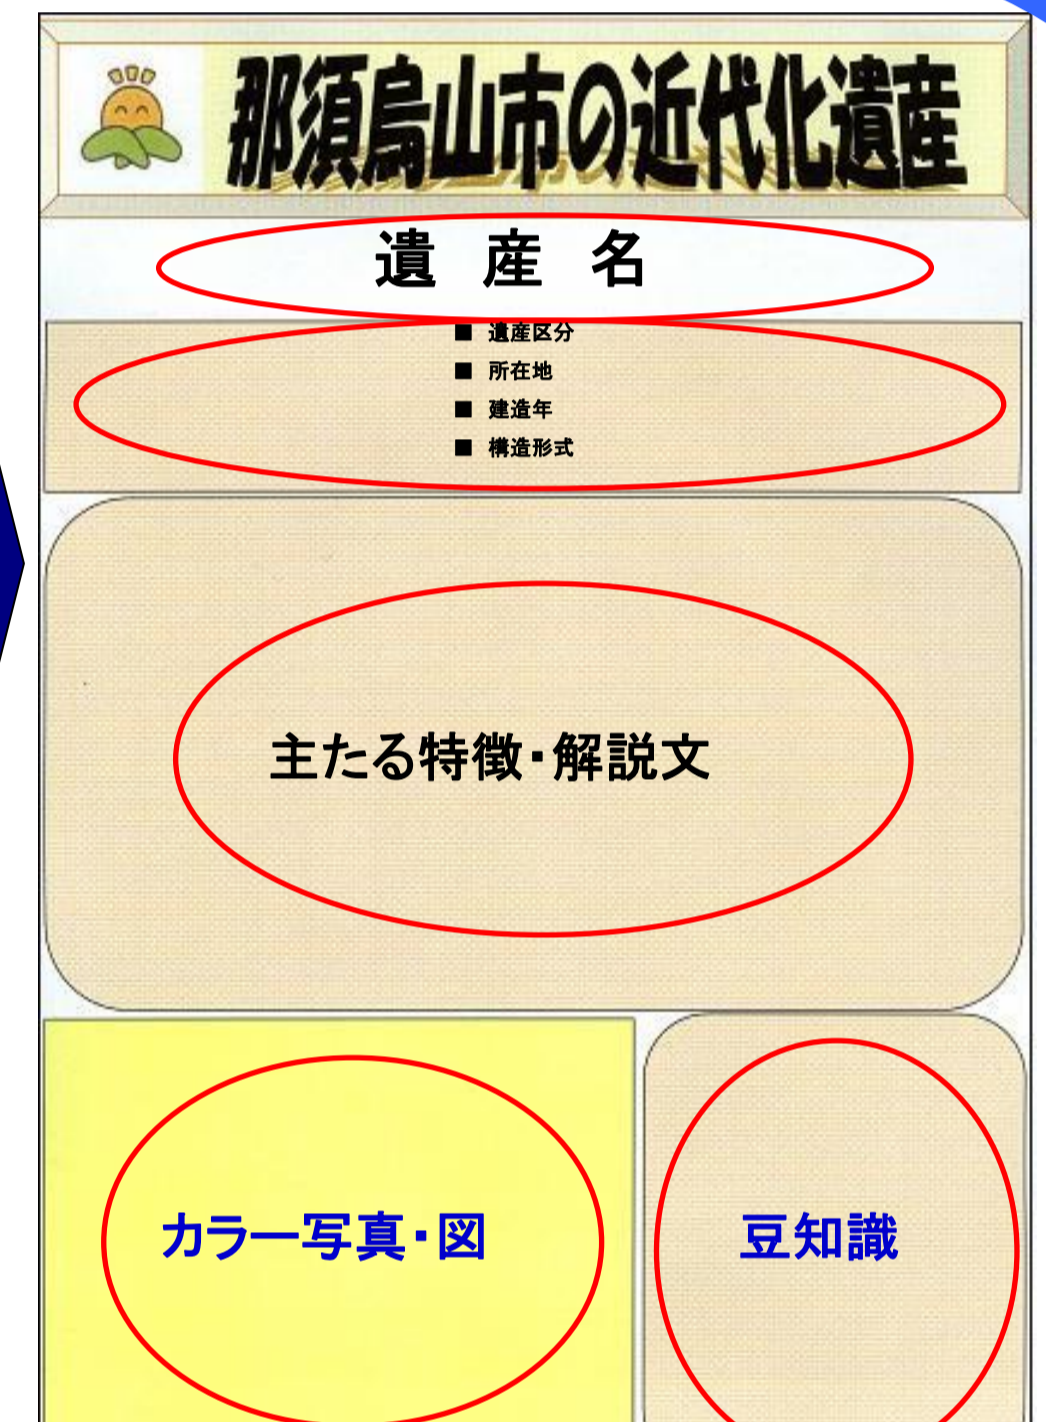 那須烏山市の近代化遺産
遺 産 名
■ 遺産区分
■ 所在地
■ 建造年
■ 構造形式
主たる特徴・解説文
カラー写真・図
豆知識